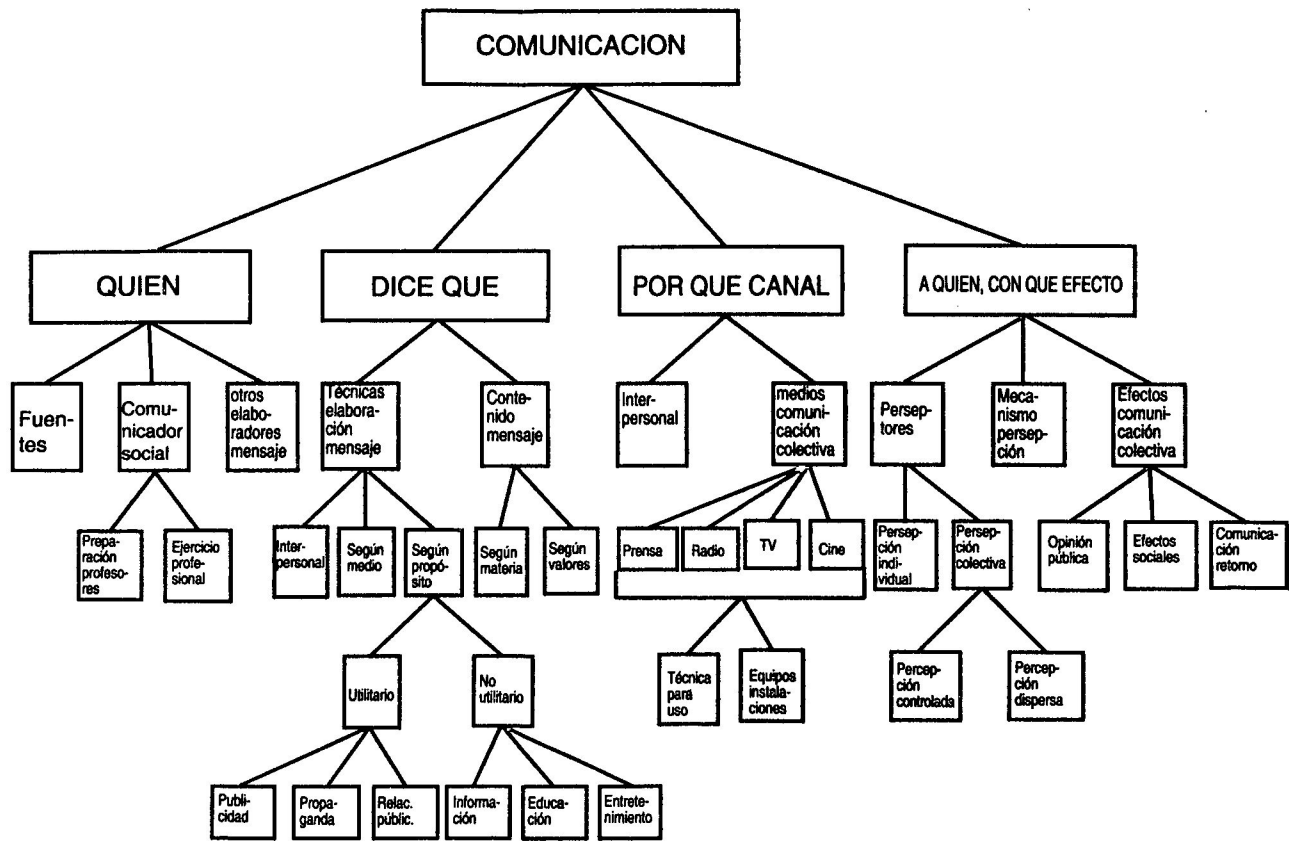 COMUNICACION
QUIEN
DICE QUE
POR QUE CANAL
A QUIEN, CON QUE EFECTO
Fuen-
tes
Comu-
nicador
social
otros
elabo-
radores
mensaje
Técnicas
elabora-
ción
mensaje
Conte-
nido
mensaje
Inter-
personal
medios
comuni-
cación
colectiva
Persep-
tores
Meca-
nismo
persep-
ción
Efectos
comuni-
cación
colectiva
Prepa-
ración
profeso-
res
Ejercicio
profe-
sional
Inter-
personal
Según
medio
Según
propó-
sito
Según
materia
Según
valores
Prensa
Radio
TV
Cine
Persep-
ción
indivi-
dual
Persep-
ción
colectiva
Opinión
pública
Efectos
sociales
Comunica-
ción
retorno
Utilitario
No
utilitario
Técnica
para
uso
Equipos
instala-
ciones
Percep-
ción
controlada
Percep-
ción
dispersa
Publi-
cidad
Propa-
ganda
Relac.
públic.
Informa-
ción
Educa-
ción
Entrete-
nimiento